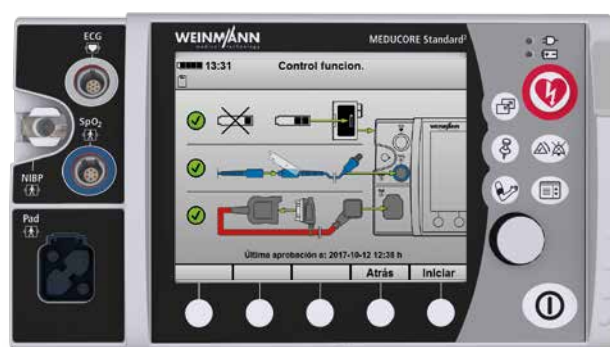 ECG
SpO₂
NIBP
Pad
WEINMANN
medical technology
MEDUCORE Standard²
13:31 Control funcion.
WEINMANN
Última aprobación a: 2017-10-12 12:38 h
Atrás Iniciar